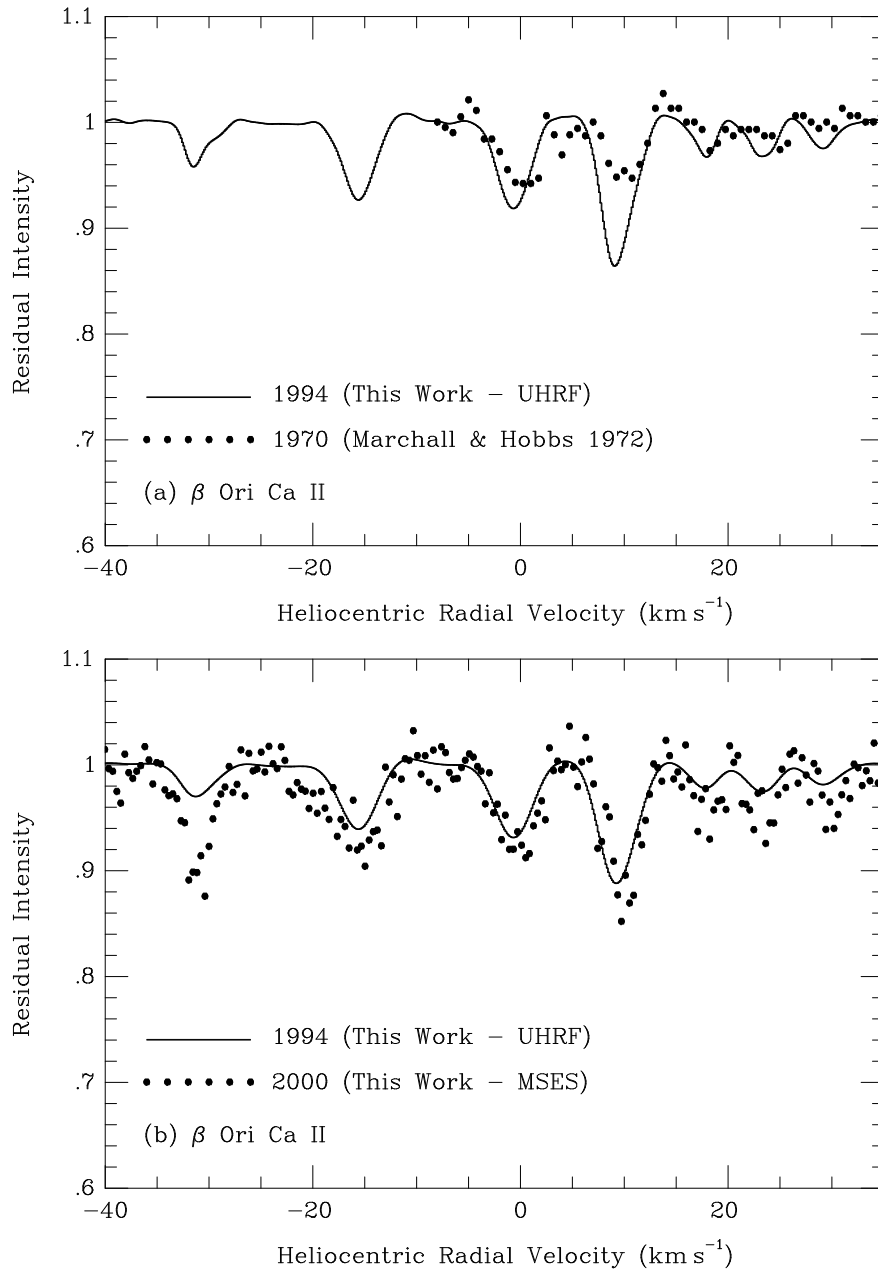 1.1
1
.9
.8
.7
.6
Residual Intensity
1994 (This Work – UHRF)
1970 (Marchall & Hobbs 1972)
(a) β Ori Ca II
−40 −20 0 20
Heliocentric Radial Velocity (km s⁻¹)
1.1
1
.9
.8
.7
.6
Residual Intensity
1994 (This Work – UHRF)
2000 (This Work – MSES)
(b) β Ori Ca II
−40 −20 0 20
Heliocentric Radial Velocity (km s⁻¹)